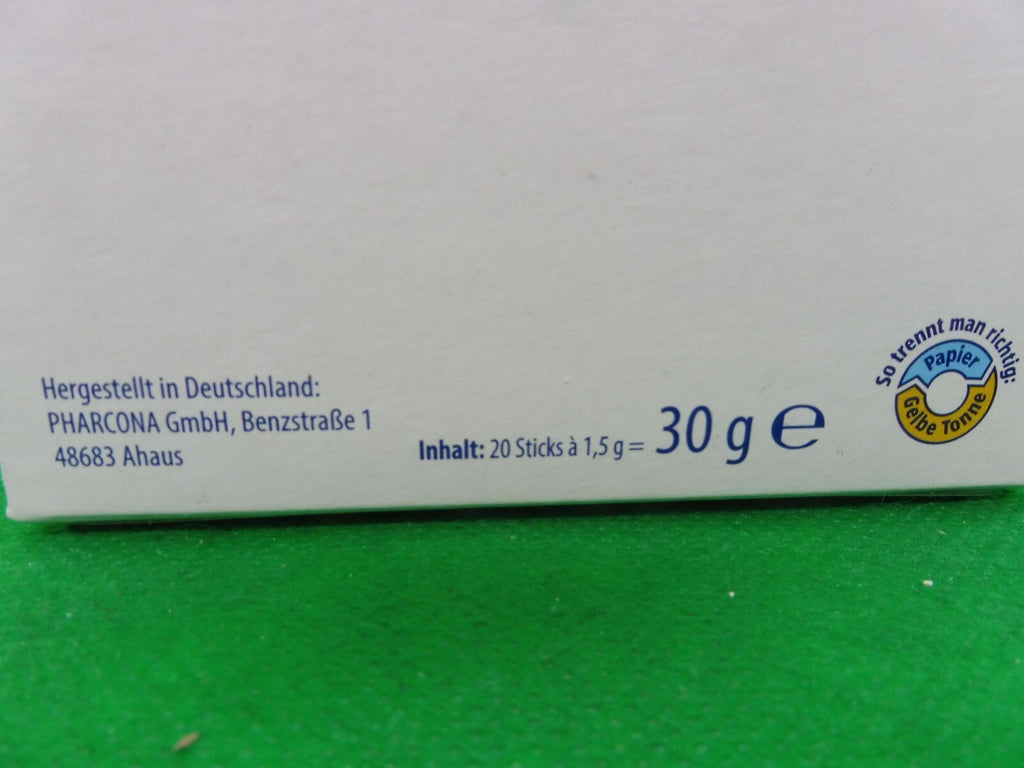 Hergestellt in Deutschland:
PHARCONA GmbH, Benzstraße 1
48683 Ahaus
Inhalt: 20 Sticks à 1,5 g = 30 g ℮
So trennt man richtig:
Papier
Gelbe Tonne